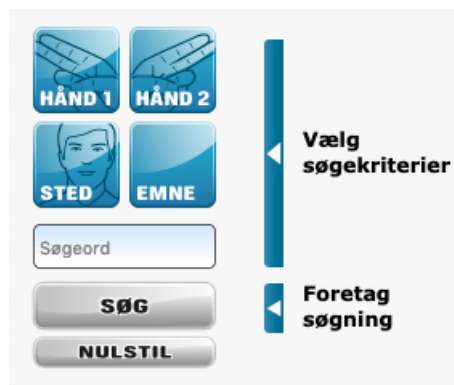 HÅND 1
HÅND 2
STED
EMNE
Søgeord
SØG
NULSTIL
Vælg
søgekriterier
Foretag
søgning